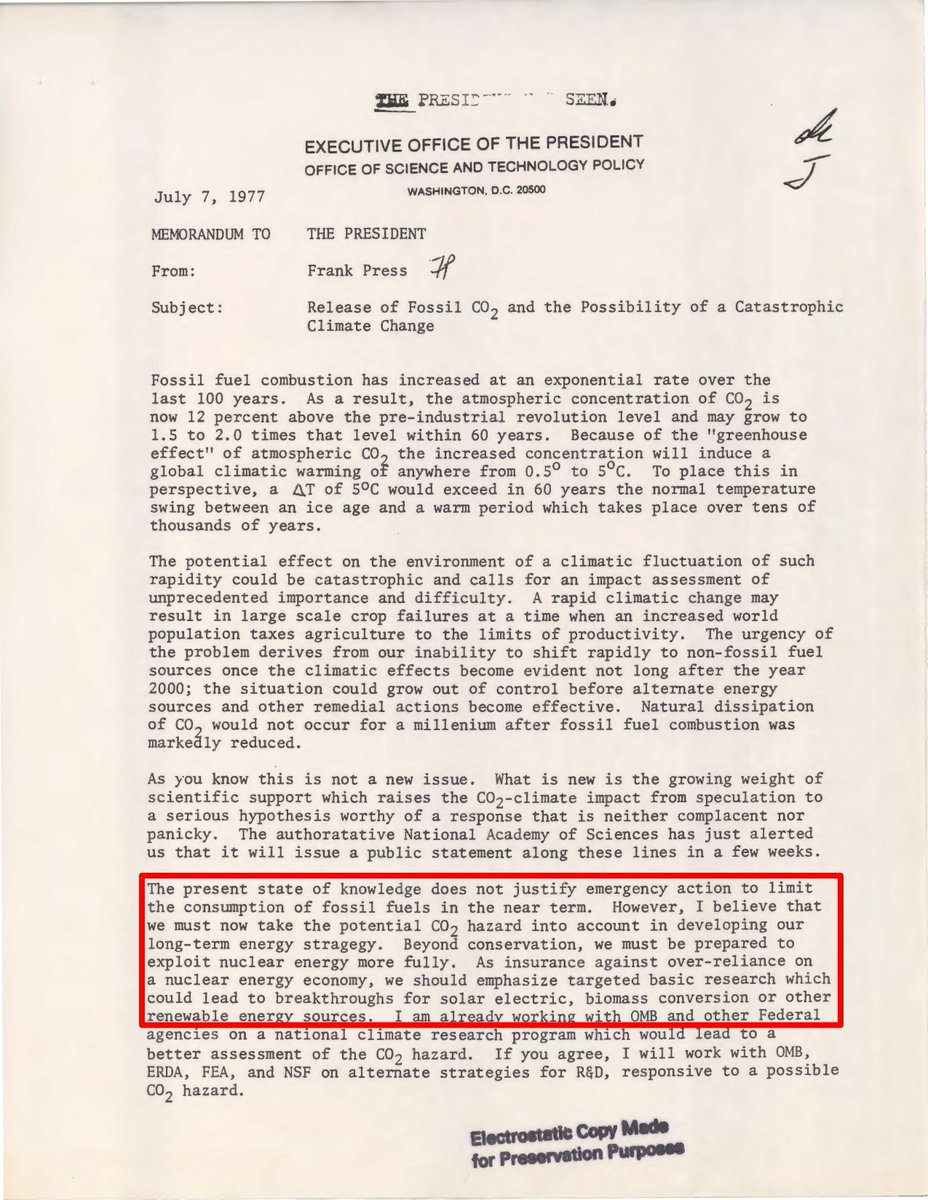 THE PRESID SEEN.
EXECUTIVE OFFICE OF THE PRESIDENT
OFFICE OF SCIENCE AND TECHNOLOGY POLICY
WASHINGTON, D.C. 20500
July 7, 1977
MEMORANDUM TO THE PRESIDENT
From: Frank Press
Subject: Release of Fossil CO2 and the Possibility of a Catastrophic
Climate Change
Fossil fuel combustion has increased at an exponential rate over the
last 100 years. As a result, the atmospheric concentration of CO2 is
now 12 percent above the pre-industrial revolution level and may grow to
1.5 to 2.0 times that level within 60 years. Because of the "greenhouse
effect" of atmospheric CO2 the increased concentration will induce a
global climatic warming of anywhere from 0.5° to 5°C. To place this in
perspective, a ΔT of 5°C would exceed in 60 years the normal temperature
swing between an ice age and a warm period which takes place over tens of
thousands of years.
The potential effect on the environment of a climatic fluctuation of such
rapidity could be catastrophic and calls for an impact assessment of
unprecedented importance and difficulty. A rapid climatic change may
result in large scale crop failures at a time when an increased world
population taxes agriculture to the limits of productivity. The urgency of
the problem derives from our inability to shift rapidly to non-fossil fuel
sources once the climatic effects become evident not long after the year
2000; the situation could grow out of control before alternate energy
sources and other remedial actions become effective. Natural dissipation
of CO2 would not occur for a millenium after fossil fuel combustion was
markedly reduced.
As you know this is not a new issue. What is new is the growing weight of
scientific support which raises the CO2-climate impact from speculation to
a serious hypothesis worthy of a response that is neither complacent nor
panicky. The authoratative National Academy of Sciences has just alerted
us that it will issue a public statement along these lines in a few weeks.
The present state of knowledge does not justify emergency action to limit
the consumption of fossil fuels in the near term. However, I believe that
we must now take the potential CO2 hazard into account in developing our
long-term energy stragegy. Beyond conservation, we must be prepared to
exploit nuclear energy more fully. As insurance against over-reliance on
a nuclear energy economy, we should emphasize targeted basic research which
could lead to breakthroughs for solar electric, biomass conversion or other
renewable energy sources. I am already working with OMB and other Federal
agencies on a national climate research program which would lead to a
better assessment of the CO2 hazard. If you agree, I will work with OMB,
ERDA, FEA, and NSF on alternate strategies for R&D, responsive to a possible
CO2 hazard.
Electrostatic Copy Made
for Preservation Purposes